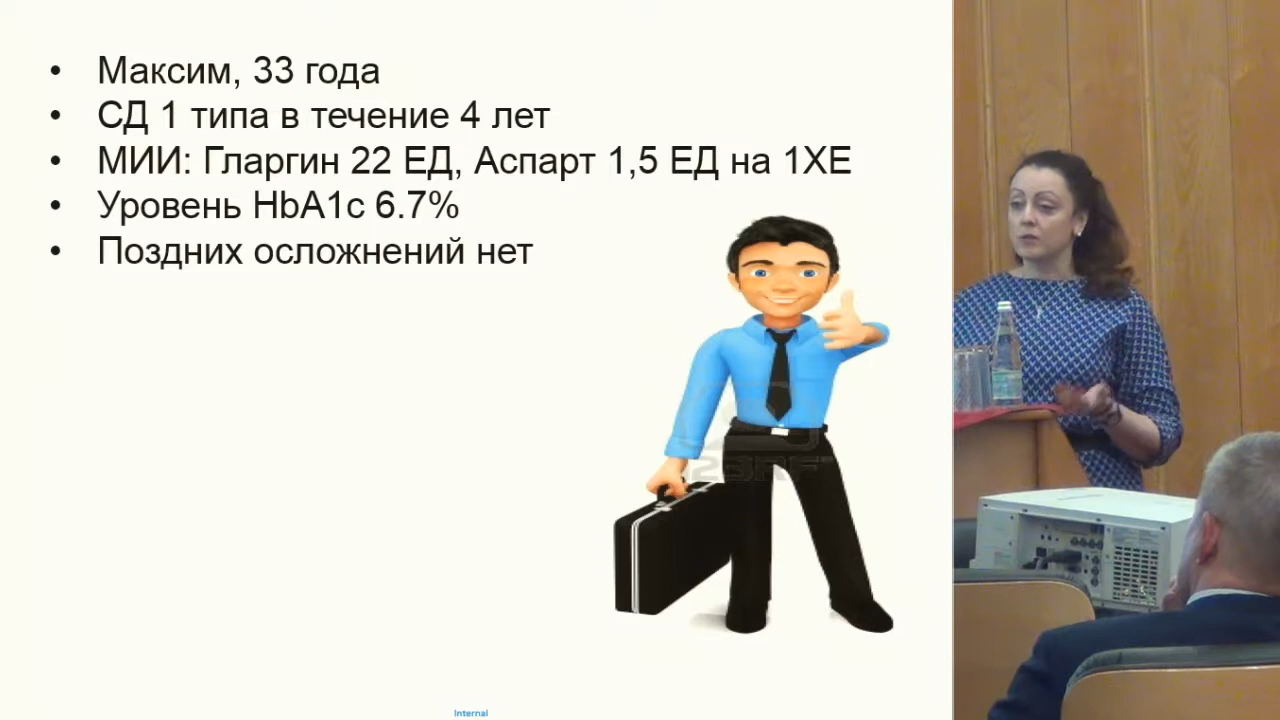 • Максим, 33 года
• СД 1 типа в течение 4 лет
• МИИ: Гларгин 22 ЕД, Аспарт 1,5 ЕД на 1ХЕ
• Уровень HbA1c 6.7%
• Поздних осложнений нет
123RF
Internal